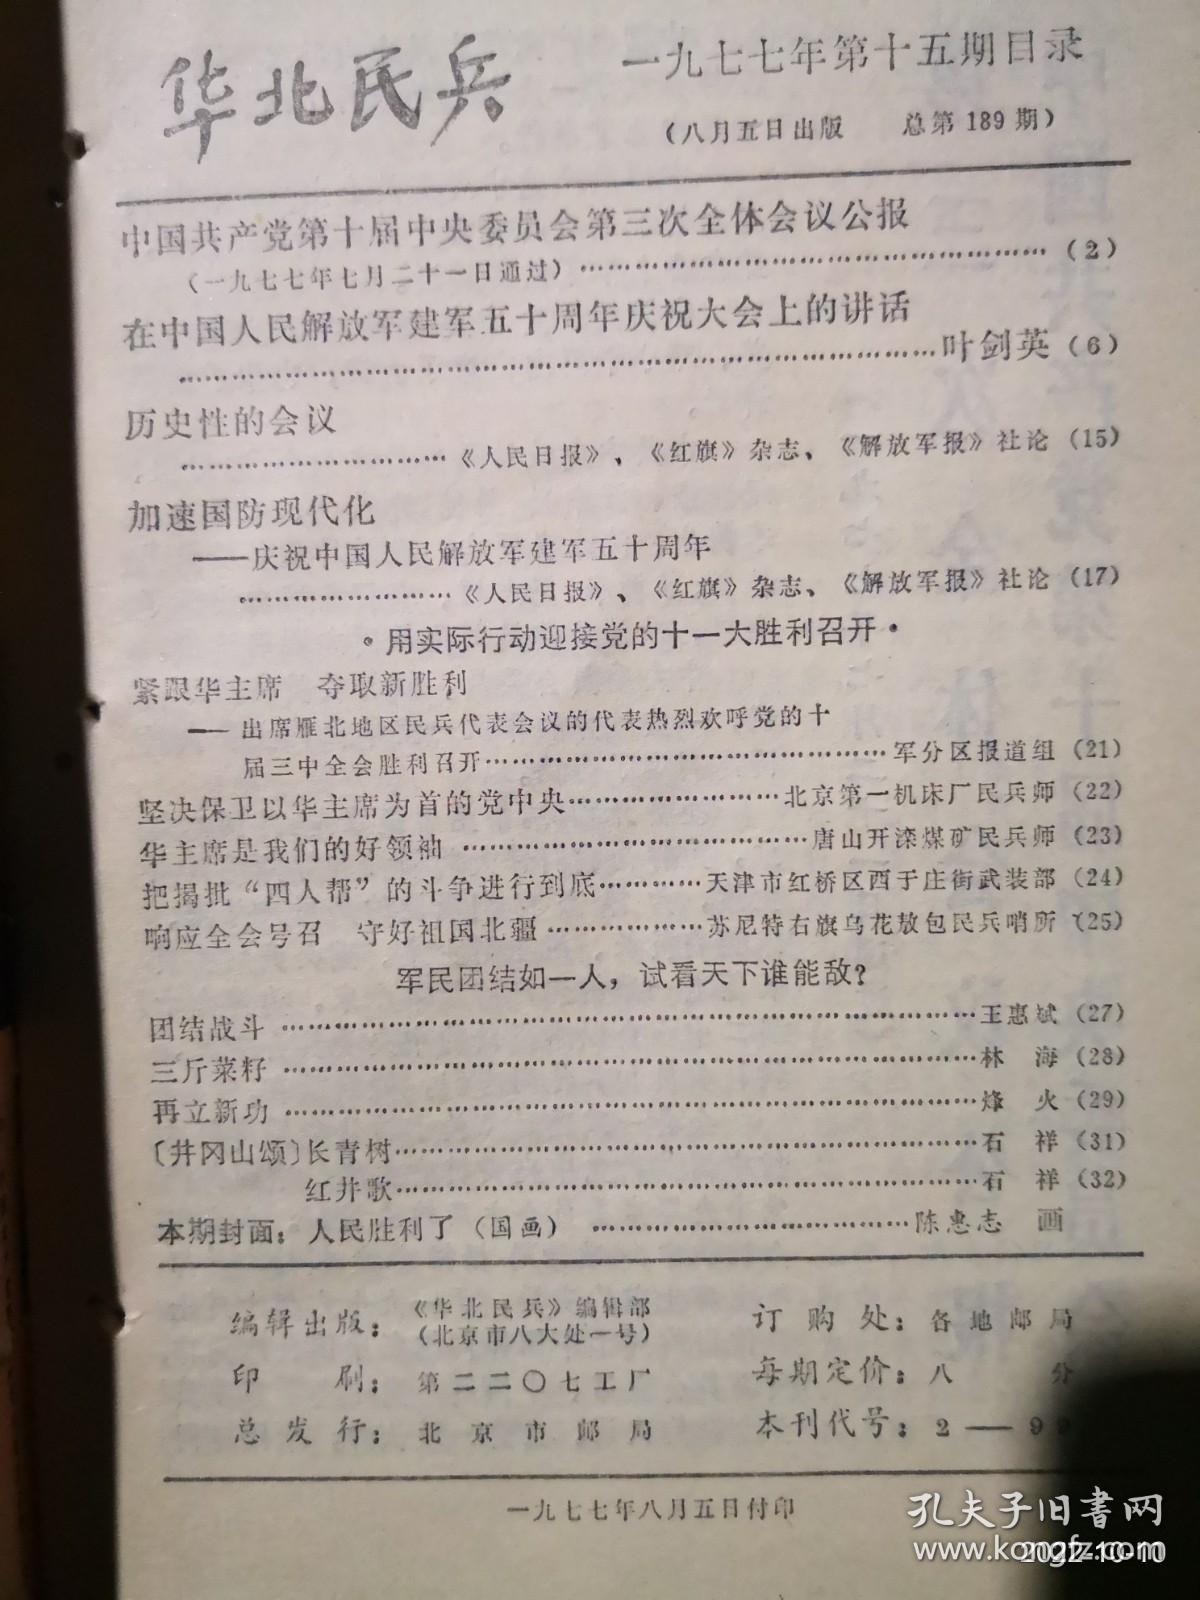 华北民兵
一九七七年第十五期目录
（八月五日出版　总第189期）
中国共产党第十届中央委员会第三次全体会议公报
（一九七七年七月二十一日通过）……………………………………（2）
在中国人民解放军建军五十周年庆祝大会上的讲话
……………………………………………………………叶剑英（6）
历史性的会议
………………………《人民日报》、《红旗》杂志、《解放军报》社论（15）
加速国防现代化
——庆祝中国人民解放军建军五十周年
…………………《人民日报》、《红旗》杂志、《解放军报》社论（17）
·用实际行动迎接党的十一大胜利召开·
紧跟华主席　夺取新胜利
——出席雁北地区民兵代表会议的代表热烈欢呼党的十
届三中全会胜利召开……………………………………军分区报道组（21）
坚决保卫以华主席为首的党中央…………………北京第一机床厂民兵师（22）
华主席是我们的好领袖 ……………………………唐山开滦煤矿民兵师（23）
把揭批“四人帮”的斗争进行到底…………天津市红桥区西于庄街武装部（24）
响应全会号召　守好祖国北疆………………苏尼特右旗乌花敖包民兵哨所（25）
军民团结如一人，试看天下谁能敌？
团结战斗 ……………………………………………………………王惠斌（27）
三斤菜籽 ……………………………………………………………林　海（28）
再立新功 ……………………………………………………………烽　火（29）
〔井冈山颂〕长青树…………………………………………………石　祥（31）
红井歌…………………………………………………石　祥（32）
本期封面：人民胜利了（国画） …………………………陈惠志　画
编辑出版：《华北民兵》编辑部
（北京市八大处一号）
印　　刷：第二二〇七工厂
总 发 行：北京市邮局
订 购 处：各地邮局
每期定价：八　　分
本刊代号：2—99
一九七七年八月五日付印
孔夫子旧书网
www.kongfz.com
2022-10-10